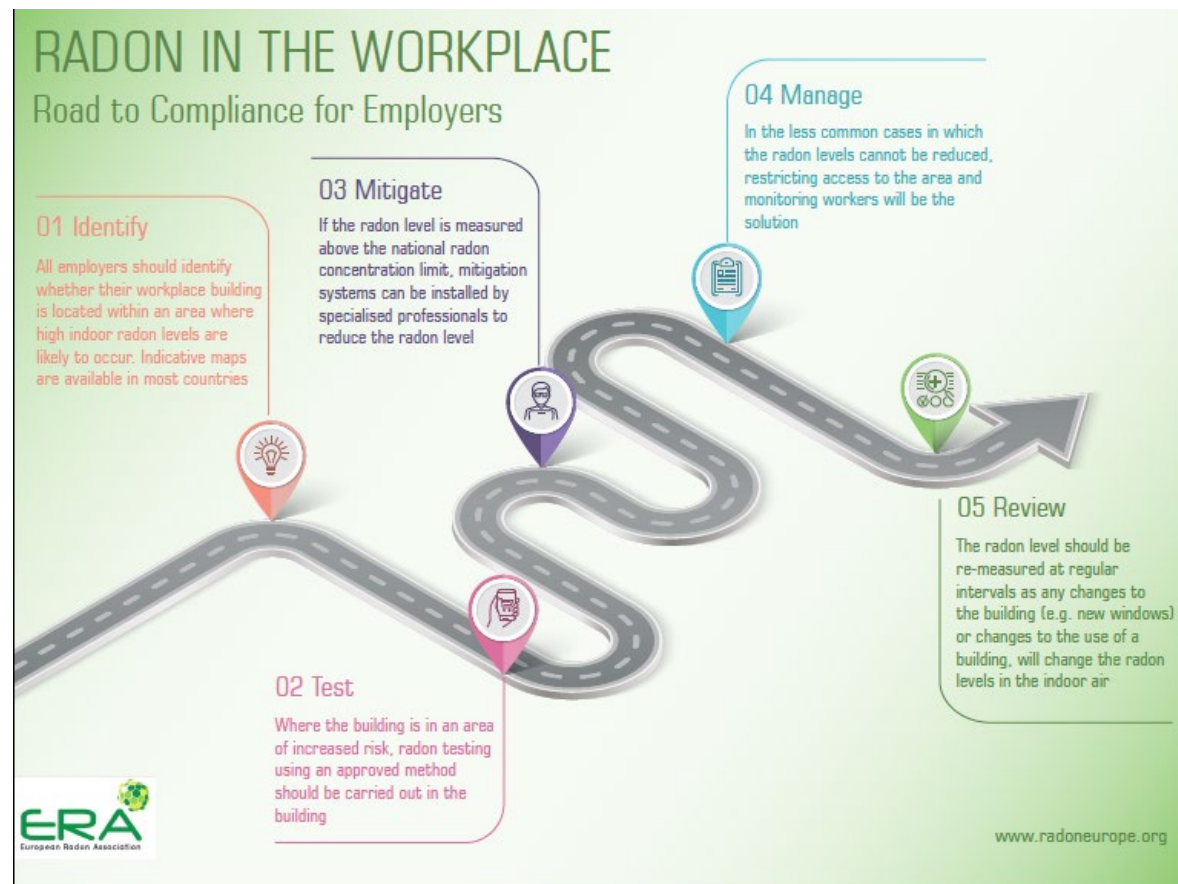 RADON IN THE WORKPLACE
Road to Compliance for Employers
01 Identify
All employers should identify
whether their workplace building
is located within an area where
high indoor radon levels are
likely to occur. Indicative maps
are available in most countries
02 Test
Where the building is in an area
of increased risk, radon testing
using an approved method
should be carried out in the
building
03 Mitigate
If the radon level is measured
above the national radon
concentration limit, mitigation
systems can be installed by
specialised professionals to
reduce the radon level
04 Manage
In the less common cases in which
the radon levels cannot be reduced,
restricting access to the area and
monitoring workers will be the
solution
05 Review
The radon level should be
re-measured at regular
intervals as any changes to
the building (e.g. new windows)
or changes to the use of a
building, will change the radon
levels in the indoor air
ERA
European Radon Association
www.radoneurope.org